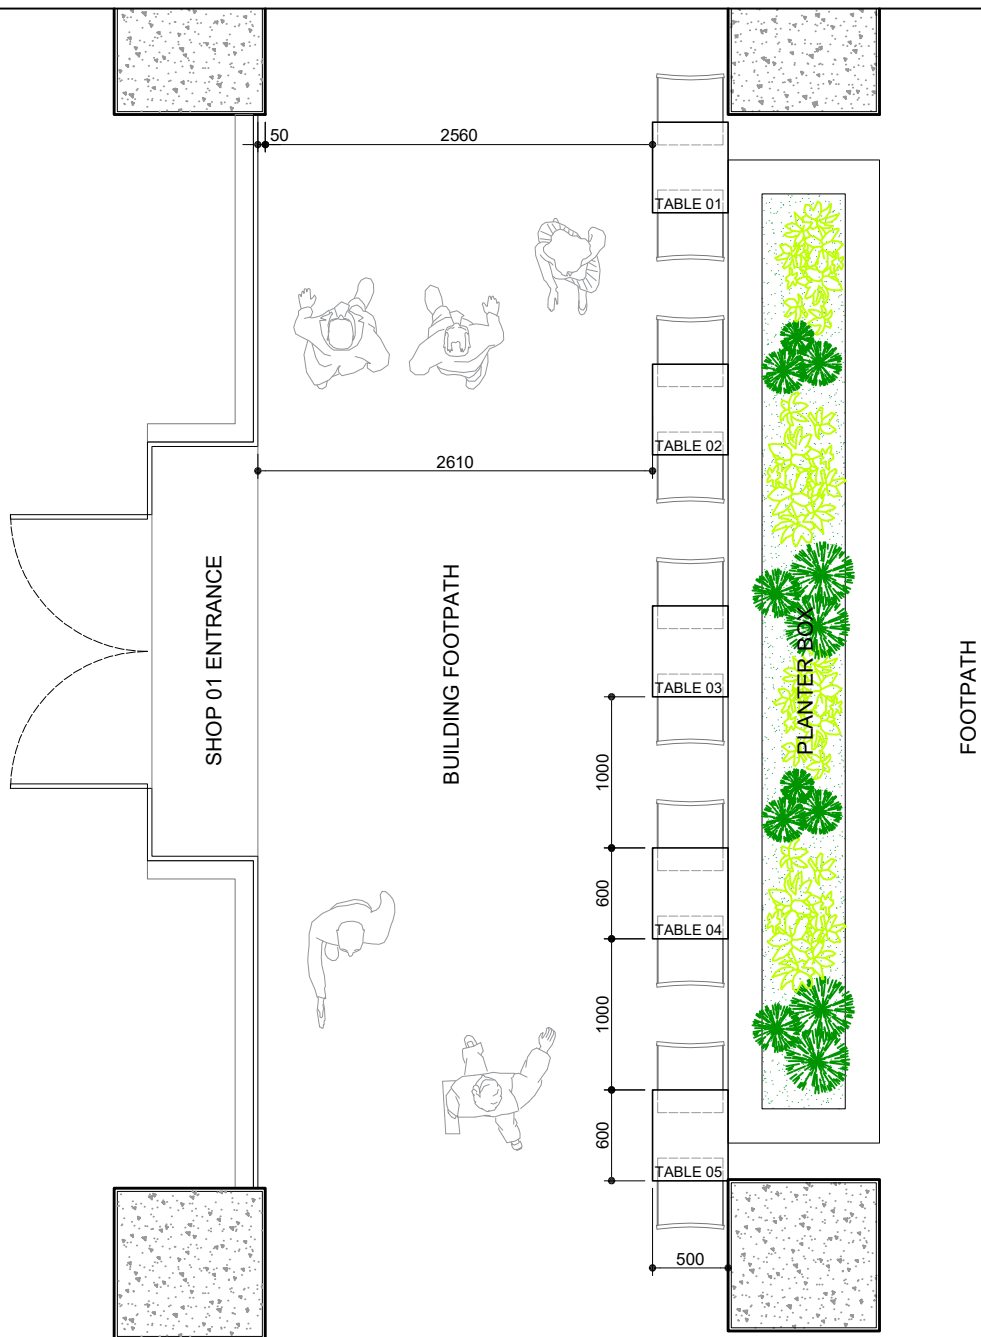 50
2560
TABLE 01
TABLE 02
2610
SHOP 01 ENTRANCE
BUILDING FOOTPATH
PLANTER BOX
FOOTPATH
TABLE 03
1000
600
TABLE 04
1000
600
TABLE 05
500